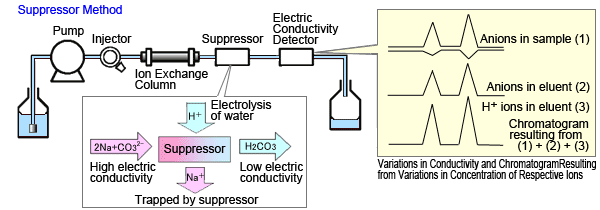 Suppressor Method
Pump
Injector
Ion Exchange
Column
Suppressor
Electric
Conductivity
Detector
Electrolysis
of water
H+
2Na+CO3²⁻
High electric
conductivity
Suppressor
H2CO3
Low electric
conductivity
Na+
Trapped by suppressor
Anions in sample (1)
Anions in eluent (2)
H+ ions in eluent (3)
Chromatogram
resulting from
(1) + (2) + (3)
Variations in Conductivity and ChromatogramResulting
from Variations in Concentration of Respective Ions